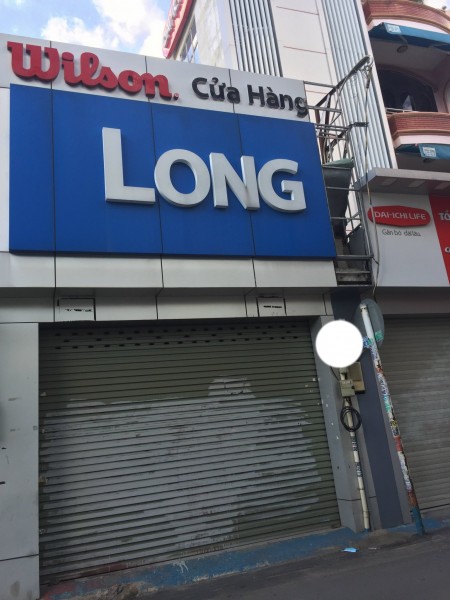 Wilson. Cửa Hàng
LONG
DAI-ICHI LIFE
Gắn bó dài lâu.